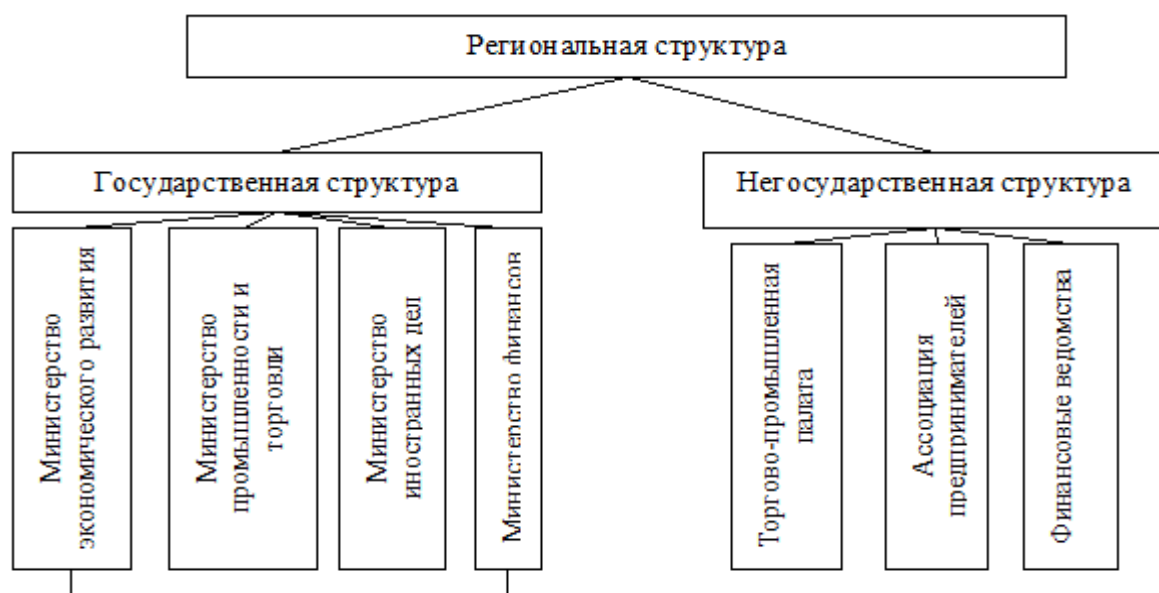 Региональная структура
Государственная структура
Негосударственная структура
Министерство
экономического развития
Министерство
промышленности и
торговли
Министерство
иностранных дел
Министерство финансов
Торгово-промышленная
палата
Ассоциация
предпринимателей
Финансовые ведомства